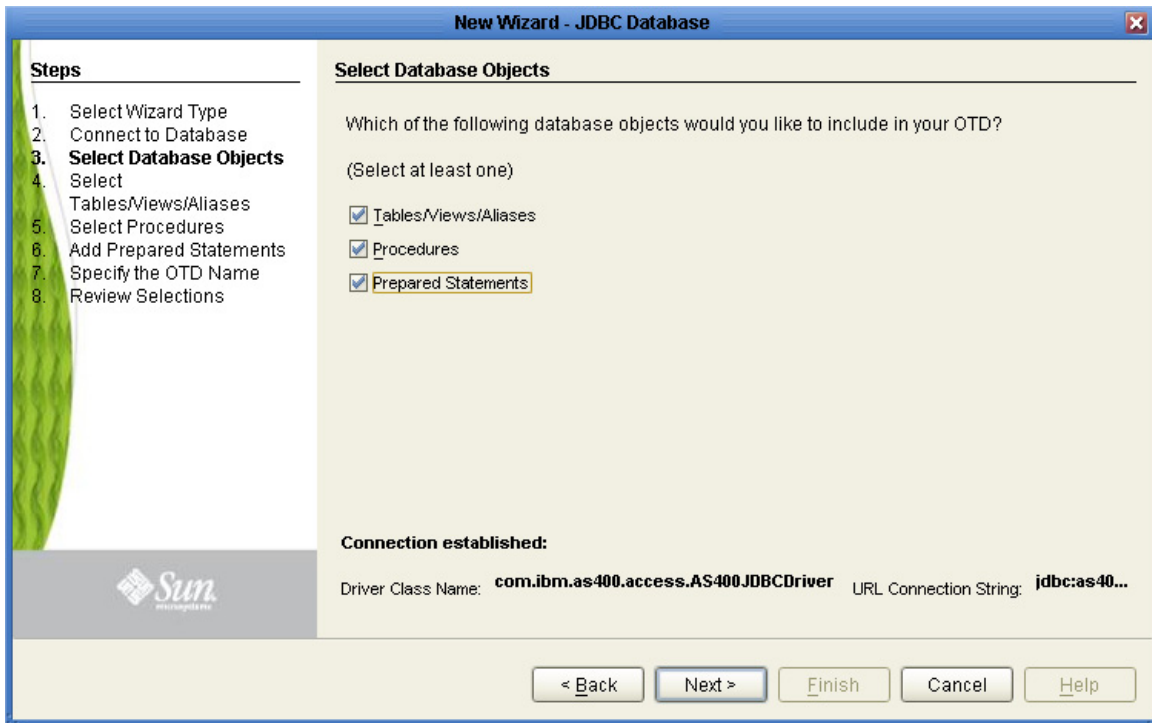 New Wizard - JDBC Database
Steps
1. Select Wizard Type
2. Connect to Database
3. Select Database Objects
4. Select
Tables/Views/Aliases
5. Select Procedures
6. Add Prepared Statements
7. Specify the OTD Name
8. Review Selections
Select Database Objects
Which of the following database objects would you like to include in your OTD?
(Select at least one)
Tables/Views/Aliases
Procedures
Prepared Statements
Connection established:
Driver Class Name: com.ibm.as400.access.AS400JDBCDriver URL Connection String: jdbc:as40...
Sun
microsystems
< Back Next > Finish Cancel Help